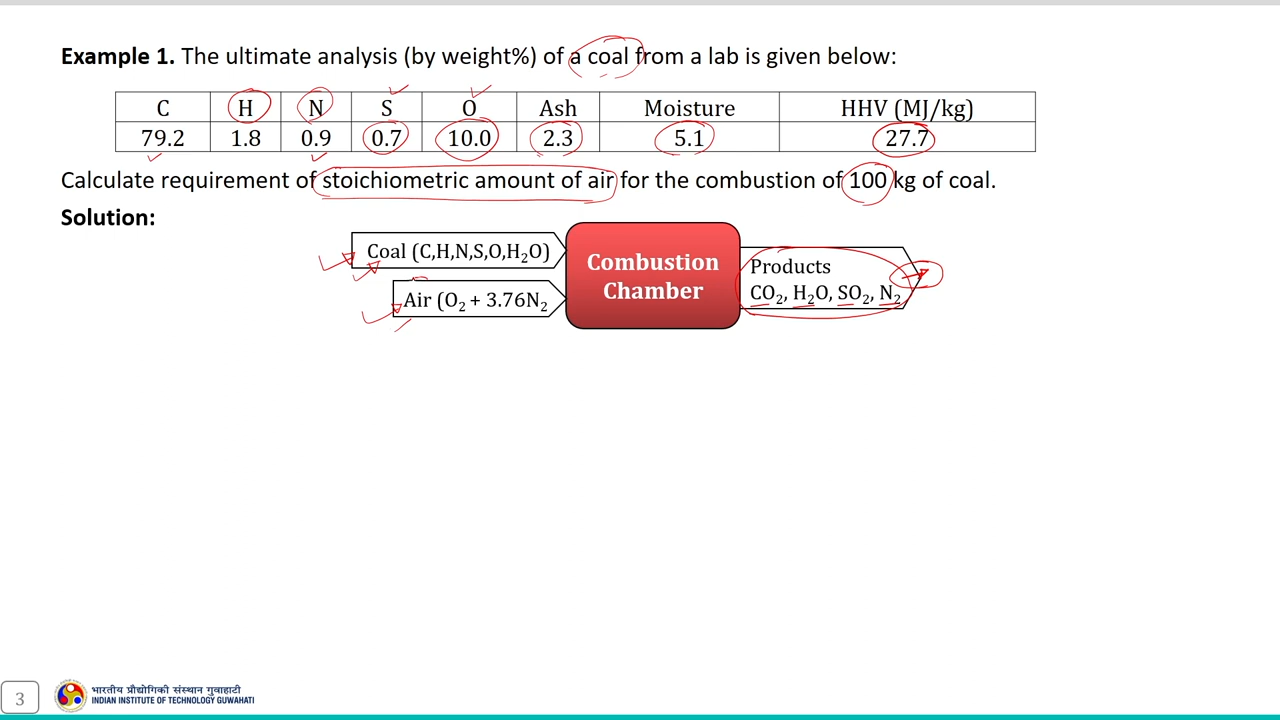 Example 1. The ultimate analysis (by weight%) of a coal from a lab is given below:
C H N S O Ash Moisture HHV (MJ/kg)
79.2 1.8 0.9 0.7 10.0 2.3 5.1 27.7
Calculate requirement of stoichiometric amount of air for the combustion of 100 kg of coal.
Solution:
Coal (C,H,N,S,O,H₂O)
Air (O₂ + 3.76N₂
Combustion
Chamber
Products
CO₂, H₂O, SO₂, N₂
3
भारतीय प्रौद्योगिकी संस्थान गुवाहाटी
INDIAN INSTITUTE OF TECHNOLOGY GUWAHATI